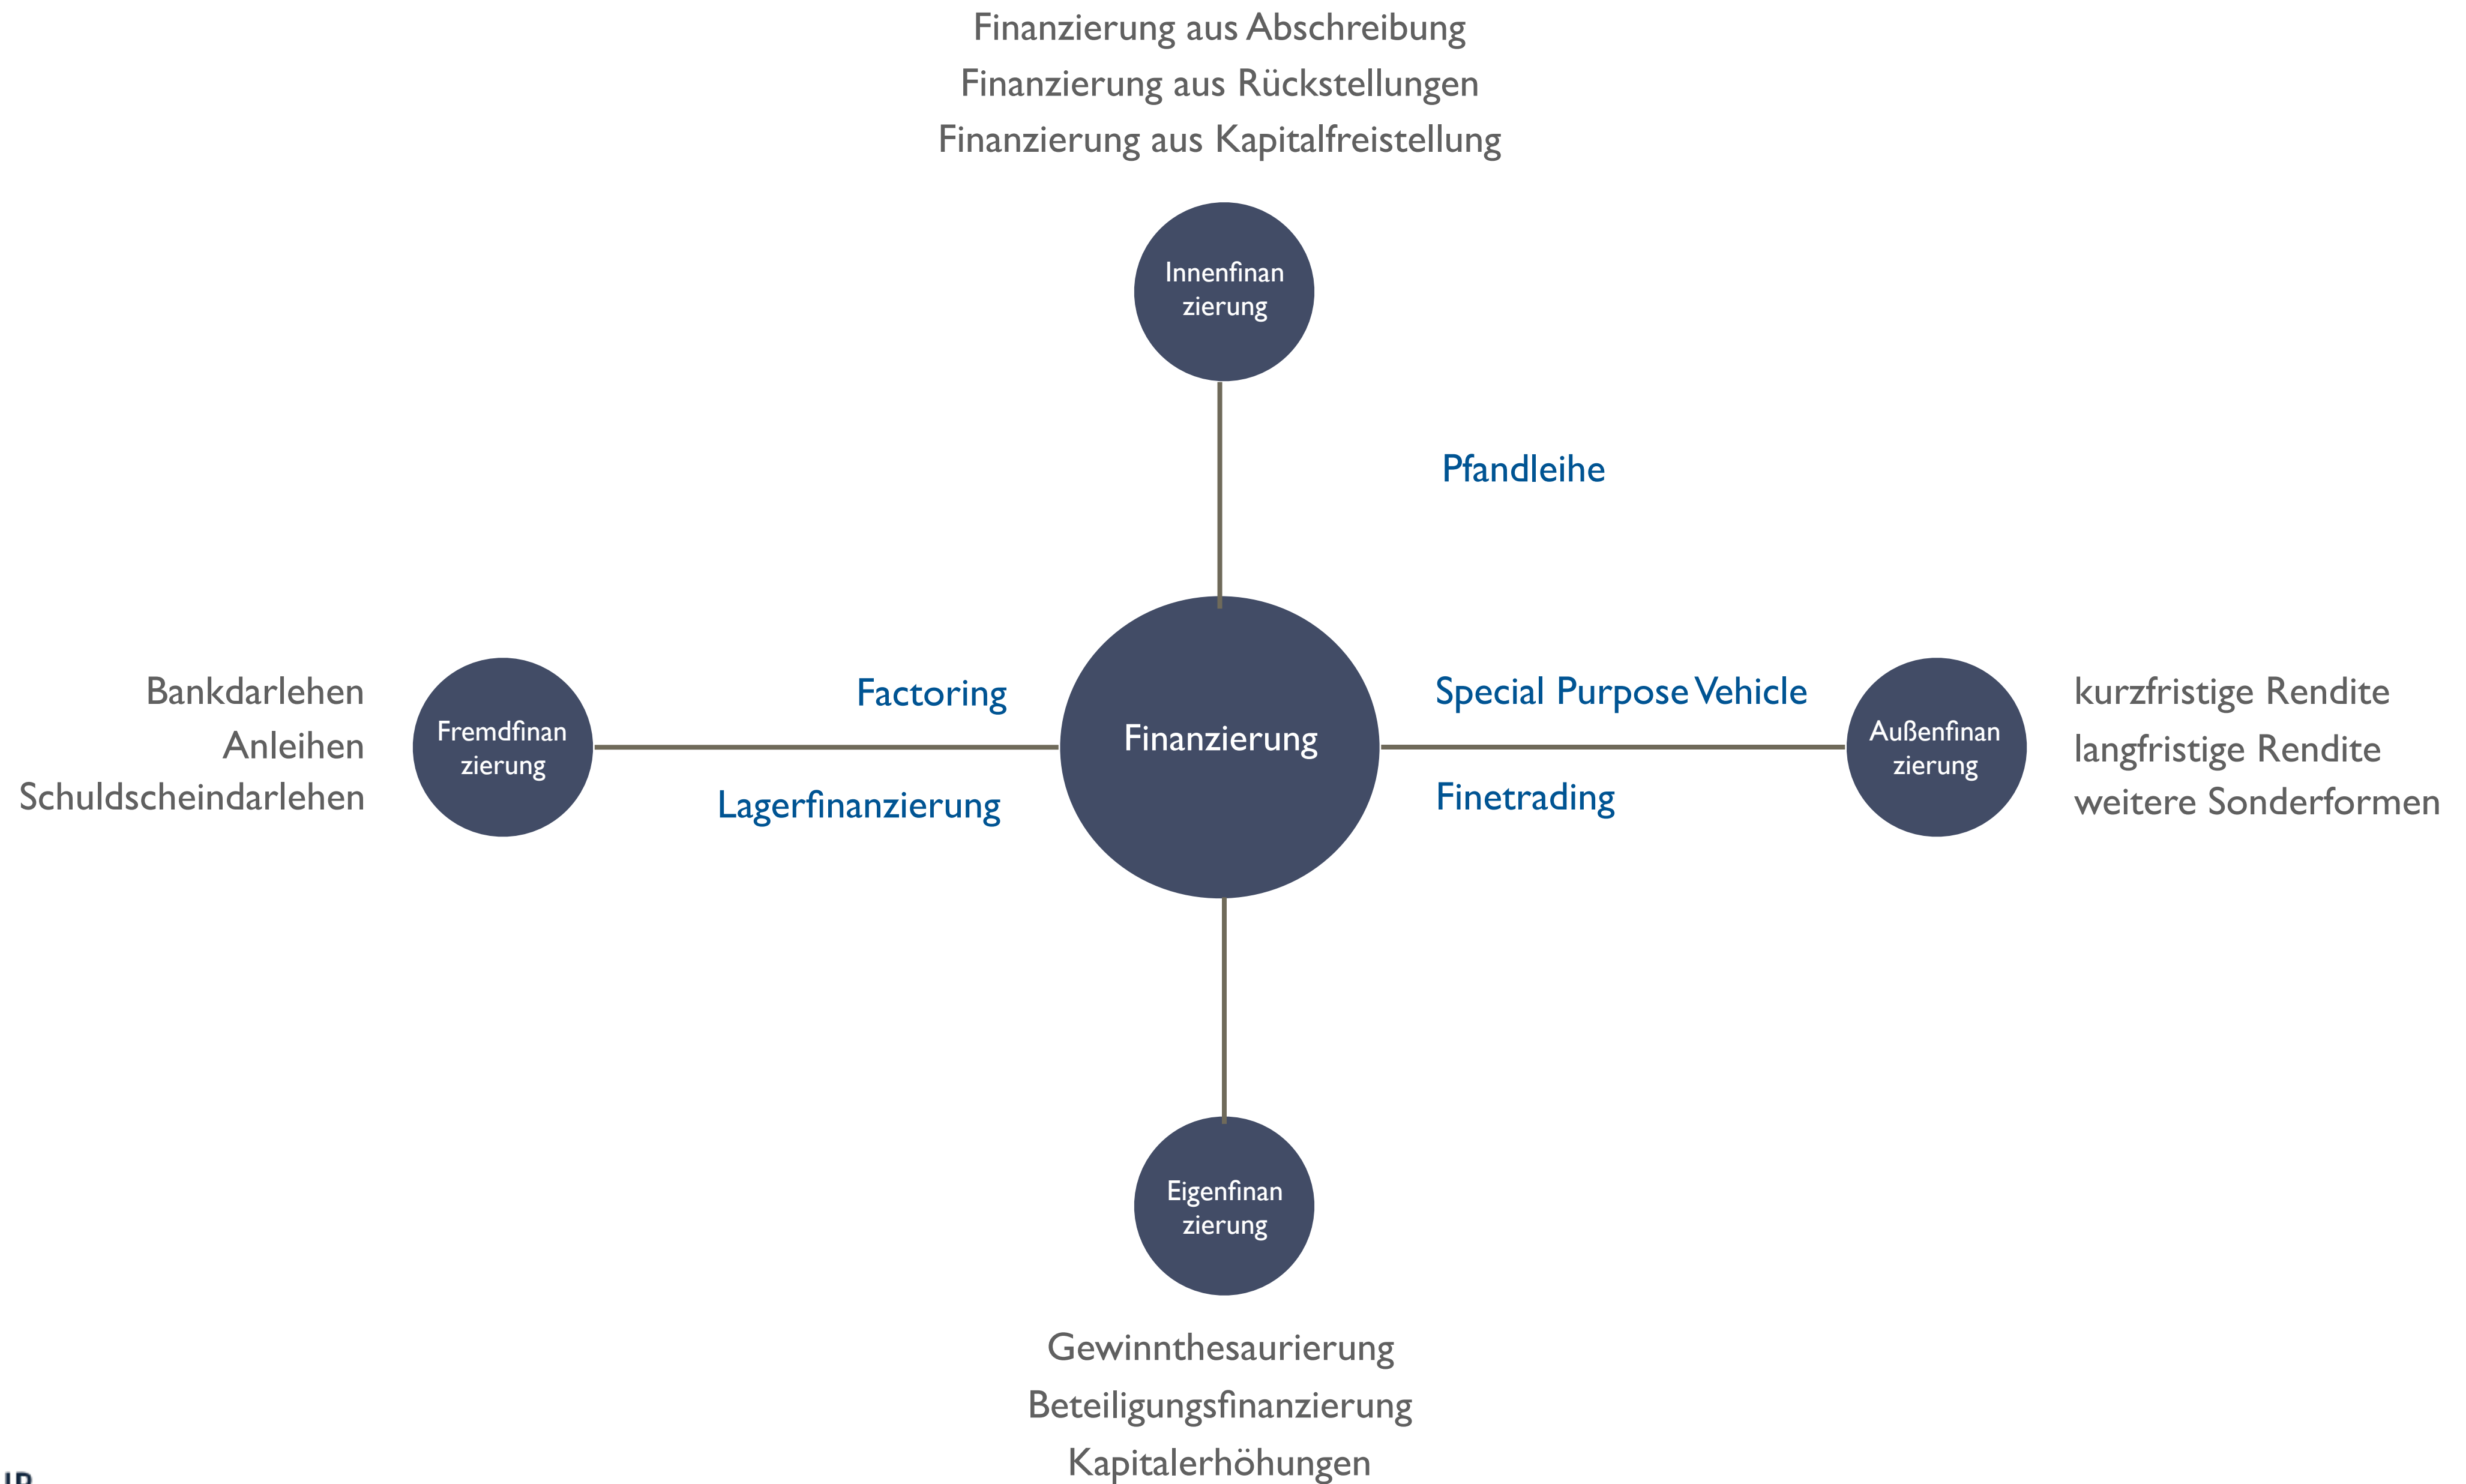 Finanzierung aus Abschreibung
Finanzierung aus Rückstellungen
Finanzierung aus Kapitalfreistellung
Innenfinan
zierung
Pfandleihe
Bankdarlehen
Anleihen
Schuldscheindarlehen
Fremdfinan
zierung
Factoring
Lagerfinanzierung
Finanzierung
Special Purpose Vehicle
Finetrading
Außenfinan
zierung
kurzfristige Rendite
langfristige Rendite
weitere Sonderformen
Eigenfinan
zierung
Gewinnthesaurierung
Beteiligungsfinanzierung
Kapitalerhöhungen